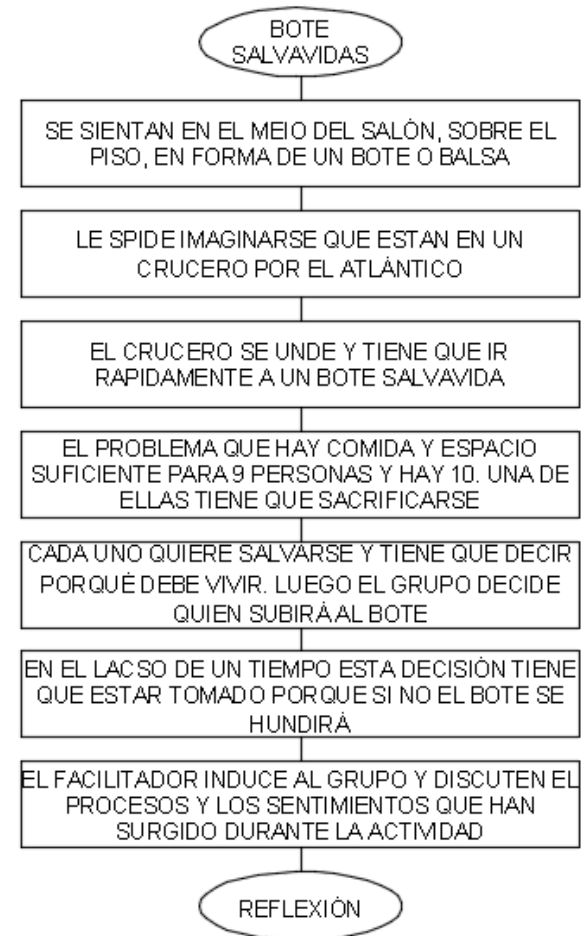 BOTE
SALVAVIDAS
SE SIENTAN EN EL MEIO DEL SALÓN, SOBRE EL
PISO, EN FORMA DE UN BOTE O BALSA
LE SPIDE IMAGINARSE QUE ESTAN EN UN
CRUCERO POR EL ATLÁNTICO
EL CRUCERO SE UNDE Y TIENE QUE IR
RAPIDAMENTE A UN BOTE SALVAVIDA
EL PROBLEMA QUE HAY COMIDA Y ESPACIO
SUFICIENTE PARA 9 PERSONAS Y HAY 10. UNA DE
ELLAS TIENE QUE SACRIFICARSE
CADA UNO QUIERE SALVARSE Y TIENE QUE DECIR
PORQUÉ DEBE VIVIR. LUEGO EL GRUPO DECIDE
QUIEN SUBIRÁ AL BOTE
EN EL LACSO DE UN TIEMPO ESTA DECISIÓN TIENE
QUE ESTAR TOMADO PORQUE SI NO EL BOTE SE
HUNDIRÁ
EL FACILITADOR INDUCE AL GRUPO Y DISCUTEN EL
PROCESOS Y LOS SENTIMIENTOS QUE HAN
SURGIDO DURANTE LA ACTIVIDAD
REFLEXIÓN